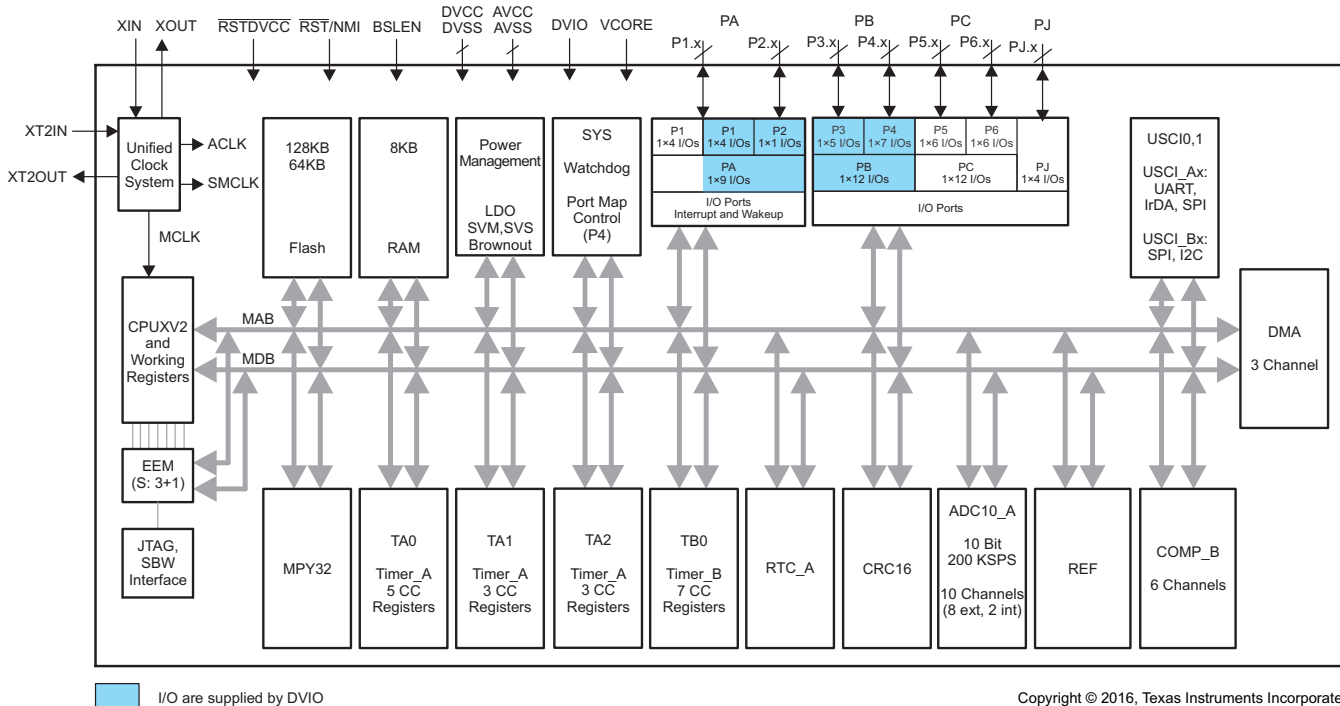 XIN XOUT RSTDVCC RST/NMI BSLEN DVCC DVSS AVCC AVSS DVIO VCORE PA PB PC PJ
P1.x P2.x P3.x P4.x P5.x P6.x PJ.x
XT2IN
XT2OUT
Unified
Clock
System
ACLK
SMCLK
MCLK
128KB
64KB
Flash
8KB
RAM
Power
Management
LDO
SVM,SVS
Brownout
SYS
Watchdog
Port Map
Control
(P4)
P1
1×4 I/Os
P1
1×4 I/Os
P2
1×1 I/Os
PA
1×9 I/Os
I/O Ports
Interrupt and Wakeup
P3
1×5 I/Os
P4
1×7 I/Os
P5
1×6 I/Os
P6
1×6 I/Os
PB
1×12 I/Os
PC
1×12 I/Os
PJ
1×4 I/Os
I/O Ports
USCI0,1
USCI_Ax:
UART,
IrDA, SPI
USCI_Bx:
SPI, I2C
CPUXV2
and
Working
Registers
MAB
MDB
DMA
3 Channel
EEM
(S: 3+1)
JTAG,
SBW
Interface
MPY32
TA0
Timer_A
5 CC
Registers
TA1
Timer_A
3 CC
Registers
TA2
Timer_A
3 CC
Registers
TB0
Timer_B
7 CC
Registers
RTC_A
CRC16
ADC10_A
10 Bit
200 KSPS
10 Channels
(8 ext, 2 int)
REF
COMP_B
6 Channels
I/O are supplied by DVIO
Copyright © 2016, Texas Instruments Incorporate